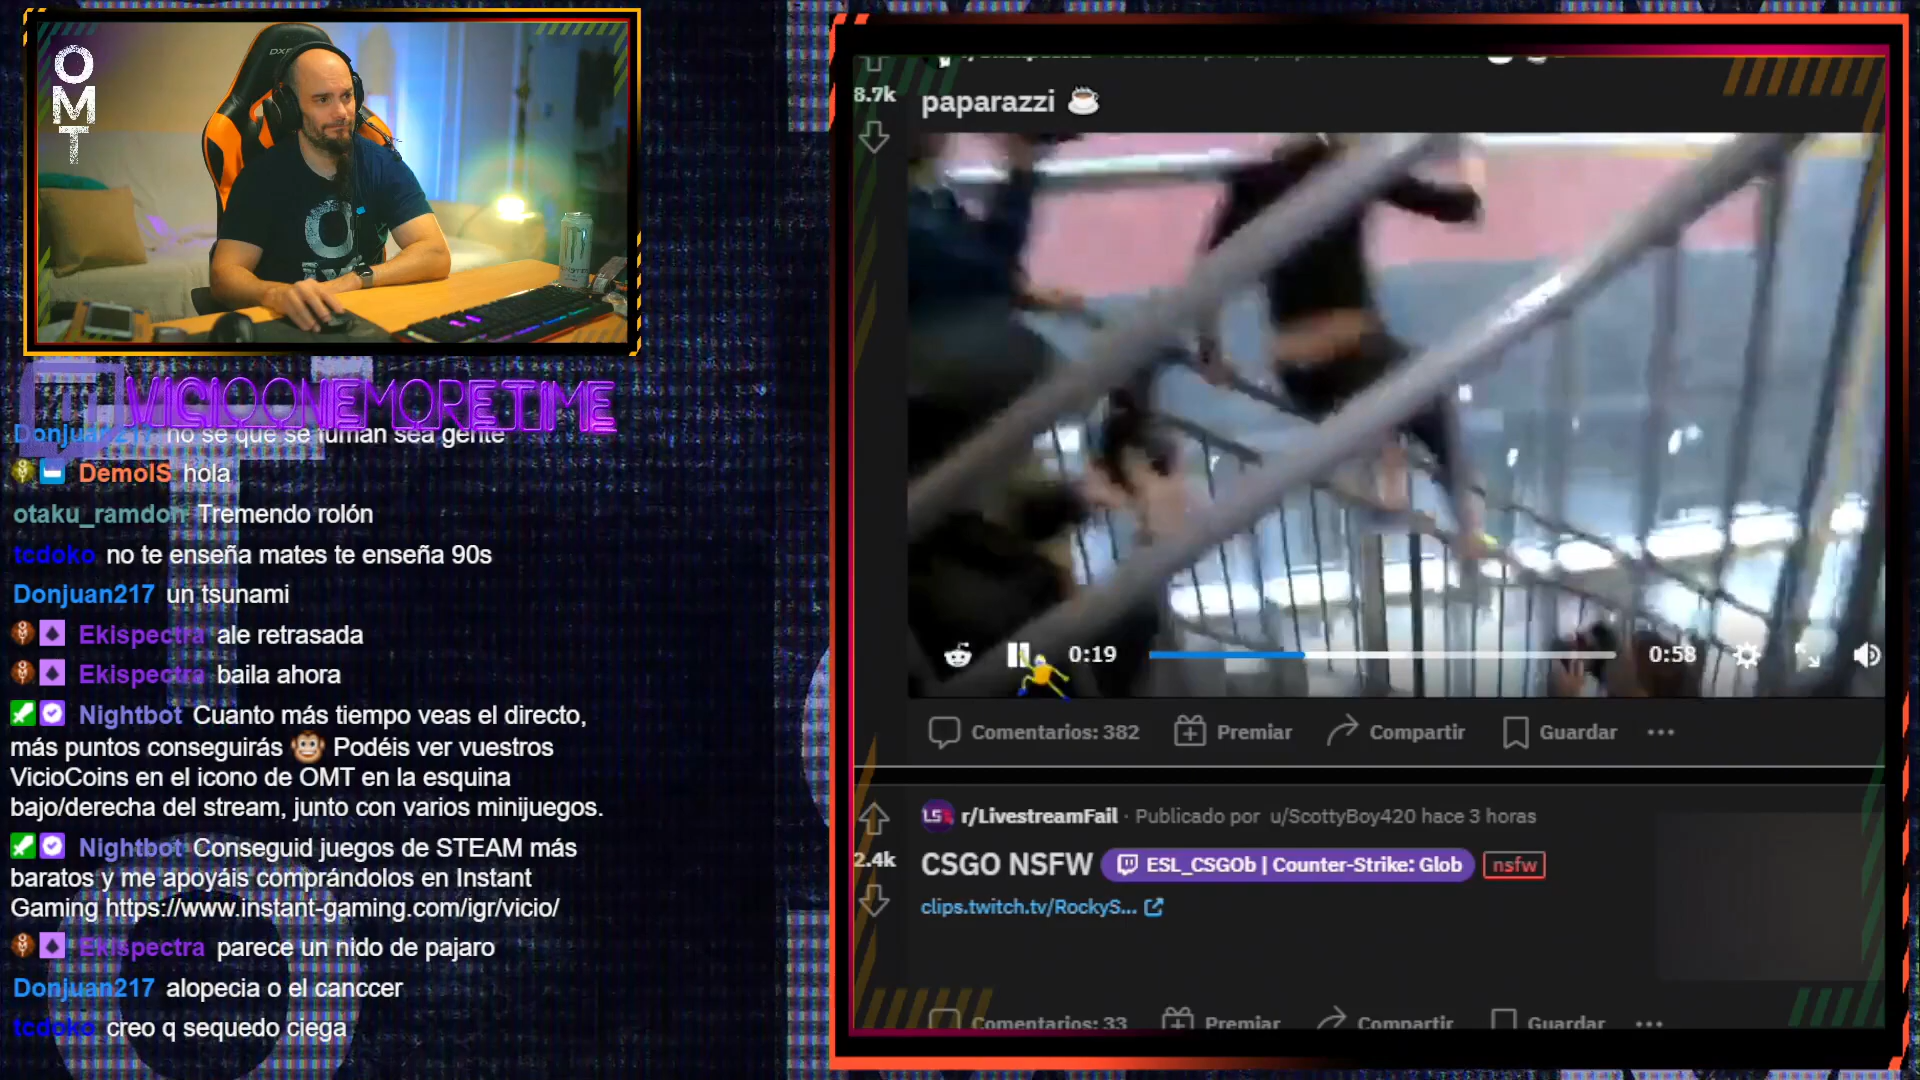 OMT
DXR
VICIOONEMORETIME
no se que se fuman sea gente
DemolS hola
otaku_ramdon Tremendo rolón
tcdoko no te enseña mates te enseña 90s
Donjuan217 un tsunami
Ekispectra ale retrasada
Ekispectra baila ahora
Nightbot Cuanto más tiempo veas el directo,
más puntos conseguirás 🐵 Podéis ver vuestros
VicioCoins en el icono de OMT en la esquina
bajo/derecha del stream, junto con varios minijuegos.
Nightbot Conseguid juegos de STEAM más
baratos y me apoyáis comprándolos en Instant
Gaming https://www.instant-gaming.com/igr/vicio/
Ekispectra parece un nido de pajaro
Donjuan217 alopecia o el canccer
tcdoko creo q sequedo ciega
8.7k
paparazzi ☕
0:19
0:58
Comentarios: 382 Premiar Compartir Guardar ...
r/LivestreamFail · Publicado por u/ScottyBoy420 hace 3 horas
2.4k
CSGO NSFW ESL_CSGOb | Counter-Strike: Glob nsfw
clips.twitch.tv/RockyS...
Comentarios: 33 Premiar Compartir Guardar ...